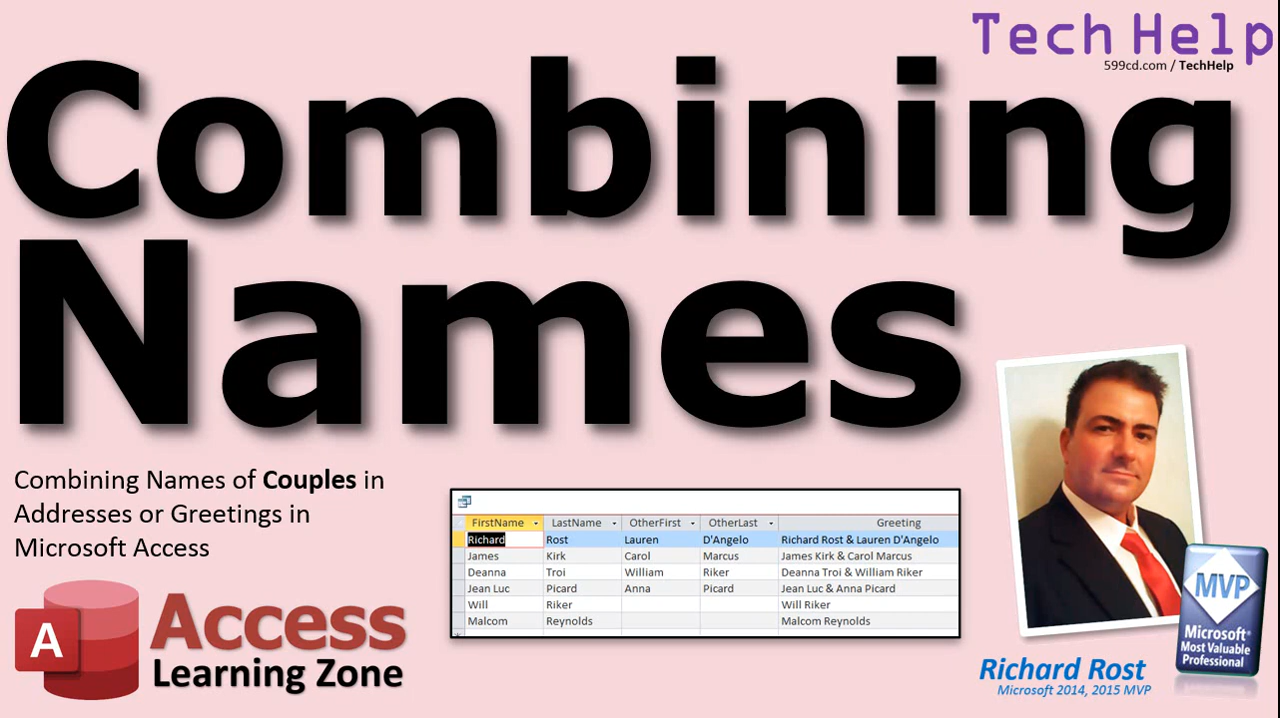 Tech Help
599cd.com / TechHelp
Combining
Names
Combining Names of Couples in
Addresses or Greetings in
Microsoft Access
A
Access
Learning Zone
FirstName LastName OtherFirst OtherLast Greeting
Richard Rost Lauren D'Angelo Richard Rost & Lauren D'Angelo
James Kirk Carol Marcus James Kirk & Carol Marcus
Deanna Troi William Riker Deanna Troi & William Riker
Jean Luc Picard Anna Picard Jean Luc & Anna Picard
Will Riker Will Riker
Malcom Reynolds Malcom Reynolds
MVP
Microsoft®
Most Valuable
Professional
Richard Rost
Microsoft 2014, 2015 MVP